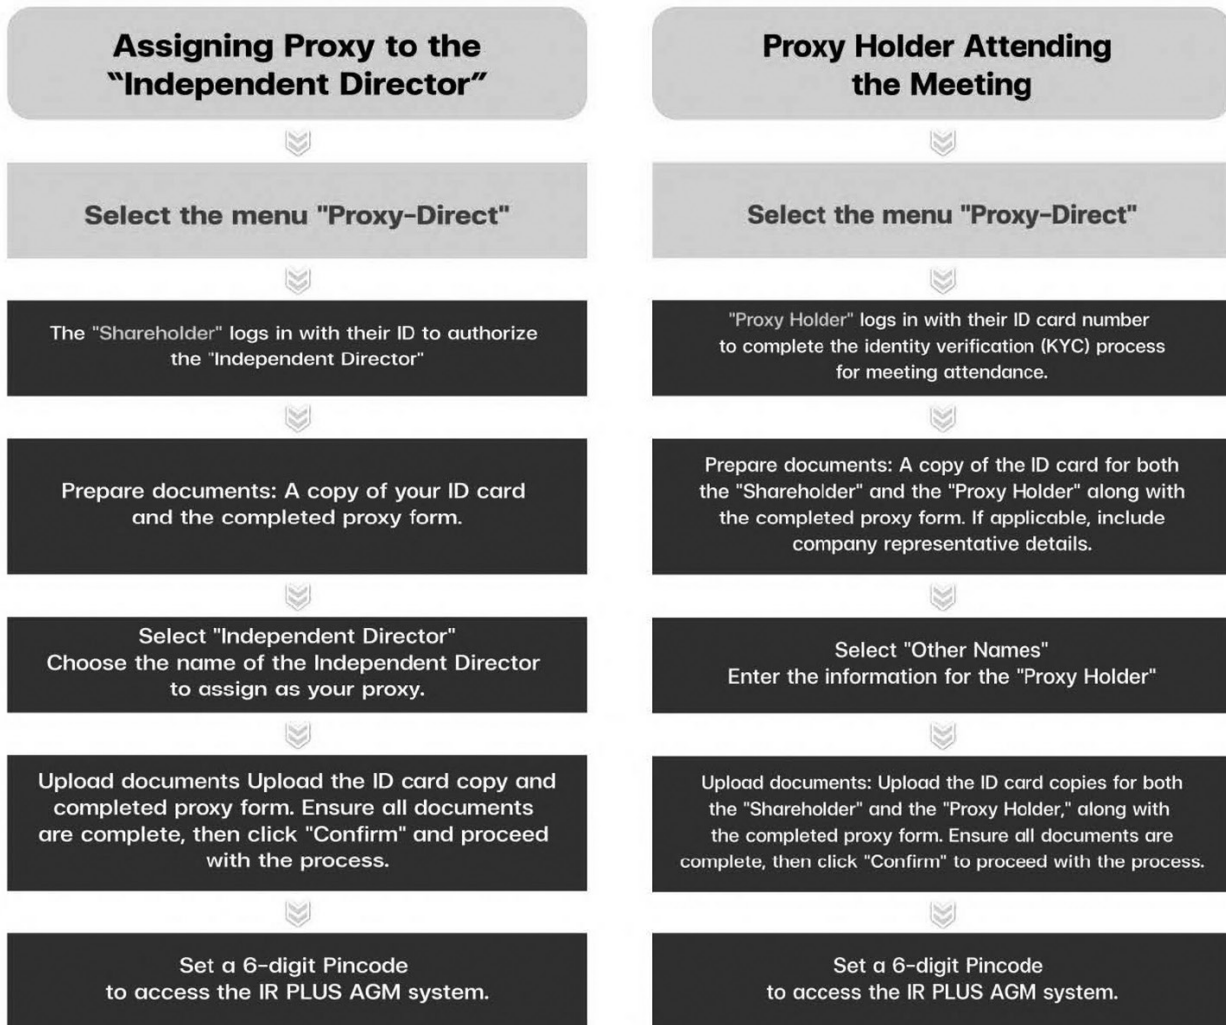 Assigning Proxy to the
“Independent Director”
Select the menu "Proxy-Direct"
The "Shareholder" logs in with their ID to authorize
the "Independent Director"
Prepare documents: A copy of your ID card
and the completed proxy form.
Select "Independent Director"
Choose the name of the Independent Director
to assign as your proxy.
Upload documents Upload the ID card copy and
completed proxy form. Ensure all documents
are complete, then click "Confirm" and proceed
with the process.
Set a 6-digit Pincode
to access the IR PLUS AGM system.
Proxy Holder Attending
the Meeting
Select the menu "Proxy-Direct"
"Proxy Holder" logs in with their ID card number
to complete the identity verification (KYC) process
for meeting attendance.
Prepare documents: A copy of the ID card for both
the "Shareholder" and the "Proxy Holder" along with
the completed proxy form. If applicable, include
company representative details.
Select "Other Names"
Enter the information for the "Proxy Holder"
Upload documents: Upload the ID card copies for both
the "Shareholder" and the "Proxy Holder," along with
the completed proxy form. Ensure all documents are
complete, then click "Confirm" to proceed with the process.
Set a 6-digit Pincode
to access the IR PLUS AGM system.